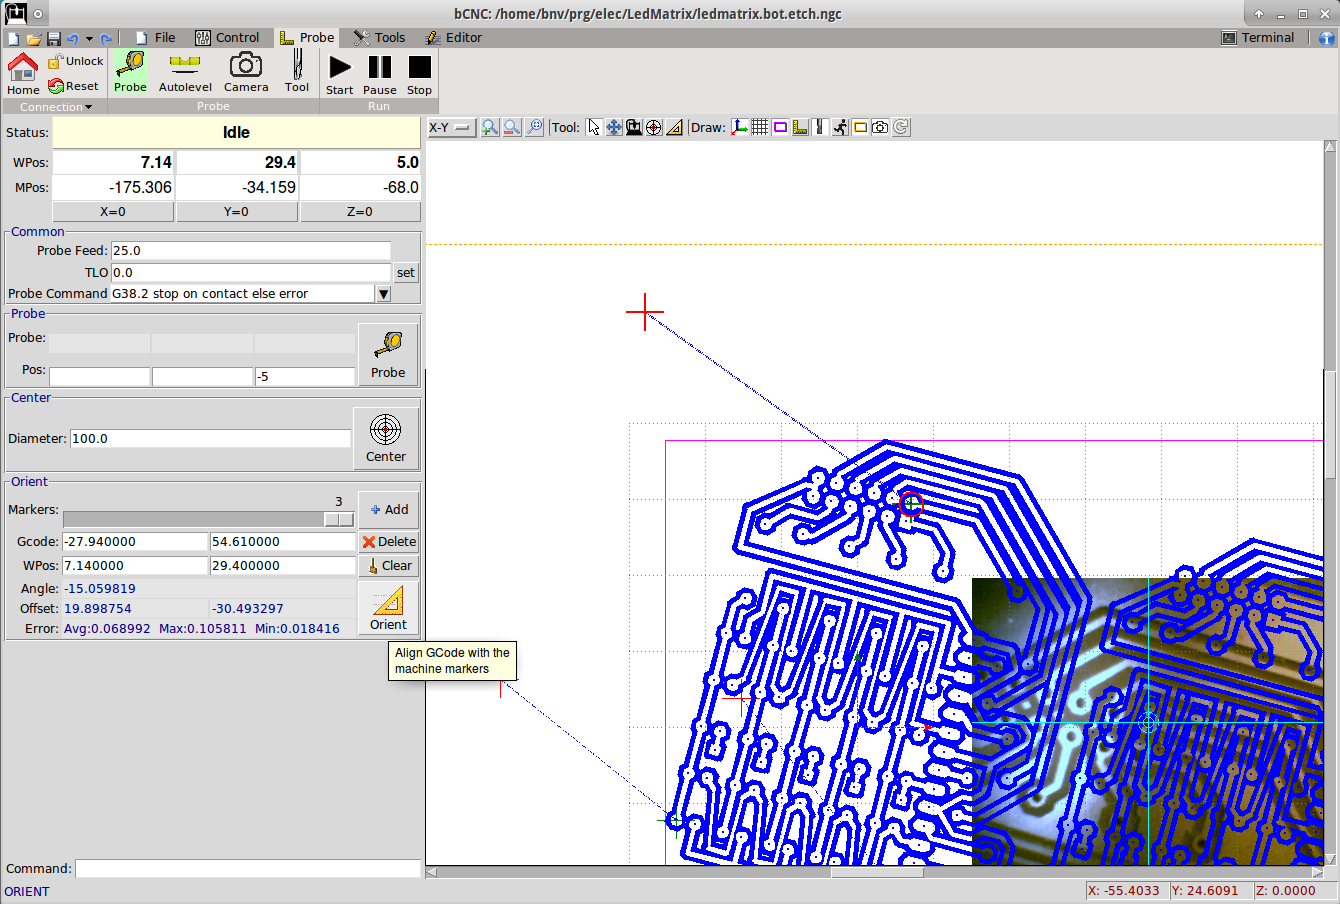 bCNC: /home/bnv/prg/elec/LedMatrix/ledmatrix.bot.etch.ngc
File Control Probe Tools Editor Terminal
Home Unlock Reset Probe Autolevel Camera Tool Start Pause Stop
Connection Probe Run
Status: Idle
WPos: 7.14 29.4 5.0
MPos: -175.306 -34.159 -68.0
X=0 Y=0 Z=0
X-Y Tool: Draw:
Common
Probe Feed: 25.0
TLO 0.0 set
Probe Command G38.2 stop on contact else error
Probe
Probe:
Pos: -5
Probe
Center
Diameter: 100.0
Center
Orient
Markers: 3 Add
Gcode: -27.940000 54.610000 Delete
WPos: 7.140000 29.400000 Clear
Angle: -15.059819
Offset: 19.898754 -30.493297
Error: Avg:0.068992 Max:0.105811 Min:0.018416
Orient
Align GCode with the
machine markers
Command:
ORIENT
X: -55.4033 Y: 24.6091 Z: 0.0000